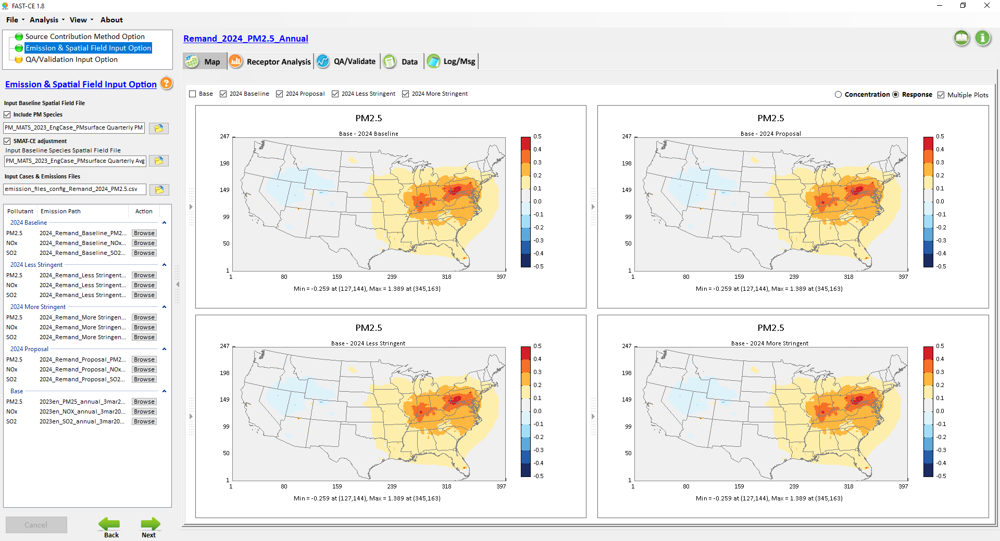 FAST-CE 1.8
File Analysis View About
Source Contribution Method Option
Emission & Spatial Field Input Option
QA/Validation Input Option
Emission & Spatial Field Input Option ?
Input Baseline Spatial Field File
Include PM Species
PM_MATS_2023_EngCase_PMsurface Quarterly PM
SMAT-CE adjustment
Input Baseline Species Spatial Field File
PM_MATS_2023_EngCase_PMsurface Quarterly Avg
Input Cases & Emissions Files
emission_files_config_Remand_2024_PM2.5.csv
Pollutant Emission Path Action
2024 Baseline
PM2.5 2024_Remand_Baseline_PM2... Browse
NOx 2024_Remand_Baseline_NOx... Browse
SO2 2024_Remand_Baseline_SO2... Browse
2024 Less Stringent
PM2.5 2024_Remand_Less Stringent... Browse
NOx 2024_Remand_Less Stringent... Browse
SO2 2024_Remand_Less Stringent... Browse
2024 More Stringent
PM2.5 2024_Remand_More Stringen... Browse
NOx 2024_Remand_More Stringen... Browse
SO2 2024_Remand_More Stringen... Browse
2024 Proposal
PM2.5 2024_Remand_Proposal_PM2... Browse
NOx 2024_Remand_Proposal_NOx... Browse
SO2 2024_Remand_Proposal_SO2... Browse
Base
PM2.5 2023en_PM25_annual_3mar2... Browse
NOx 2023en_NOX_annual_3mar20... Browse
SO2 2023en_SO2_annual_3mar20... Browse
Cancel Back Next
Remand_2024_PM2.5_Annual
Map Receptor Analysis QA/Validate Data Log/Msg
Base 2024 Baseline 2024 Proposal 2024 Less Stringent 2024 More Stringent
Concentration Response Multiple Plots
PM2.5
Base - 2024 Baseline
247
198
149
99
50
1
1 80 159 239 318 397
0.5
0.4
0.3
0.2
0.1
0.0
-0.1
-0.2
-0.3
-0.4
-0.5
Min = -0.259 at (127,144), Max = 1.389 at (345,163)
PM2.5
Base - 2024 Proposal
247
198
149
99
50
1
1 80 159 239 318 397
0.5
0.4
0.3
0.2
0.1
0.0
-0.1
-0.2
-0.3
-0.4
-0.5
Min = -0.259 at (127,144), Max = 1.389 at (345,163)
PM2.5
Base - 2024 Less Stringent
247
198
149
99
50
1
1 80 159 239 318 397
0.5
0.4
0.3
0.2
0.1
0.0
-0.1
-0.2
-0.3
-0.4
-0.5
Min = -0.259 at (127,144), Max = 1.389 at (345,163)
PM2.5
Base - 2024 More Stringent
247
198
149
99
50
1
1 80 159 239 318 397
0.5
0.4
0.3
0.2
0.1
0.0
-0.1
-0.2
-0.3
-0.4
-0.5
Min = -0.259 at (127,144), Max = 1.389 at (345,163)